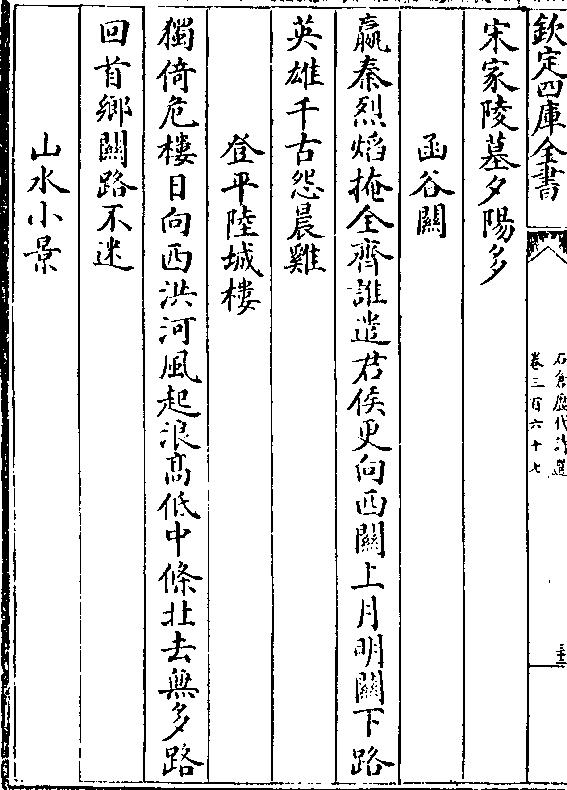 欽定四庫全書
石倉歷代詩選
卷三百六十七
宋家陵墓夕陽多
函谷關
嬴秦烈焰掩全齊誰遣君侯更向西關上月明關下路
英雄千古怨晨雞
登平陸城樓
獨倚危樓日向西洪河風起浪髙低中條北去無多路
回首鄉關路不迷
山水小景